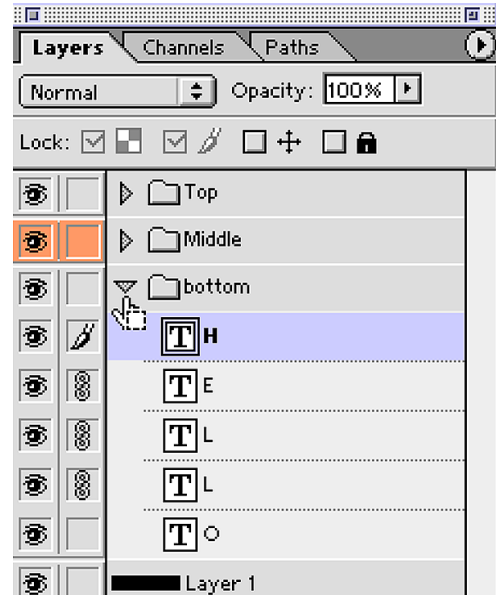 Layers Channels Paths
Normal Opacity: 100%
Lock:
Top
Middle
bottom
T H
T E
T L
T L
T O
Layer 1